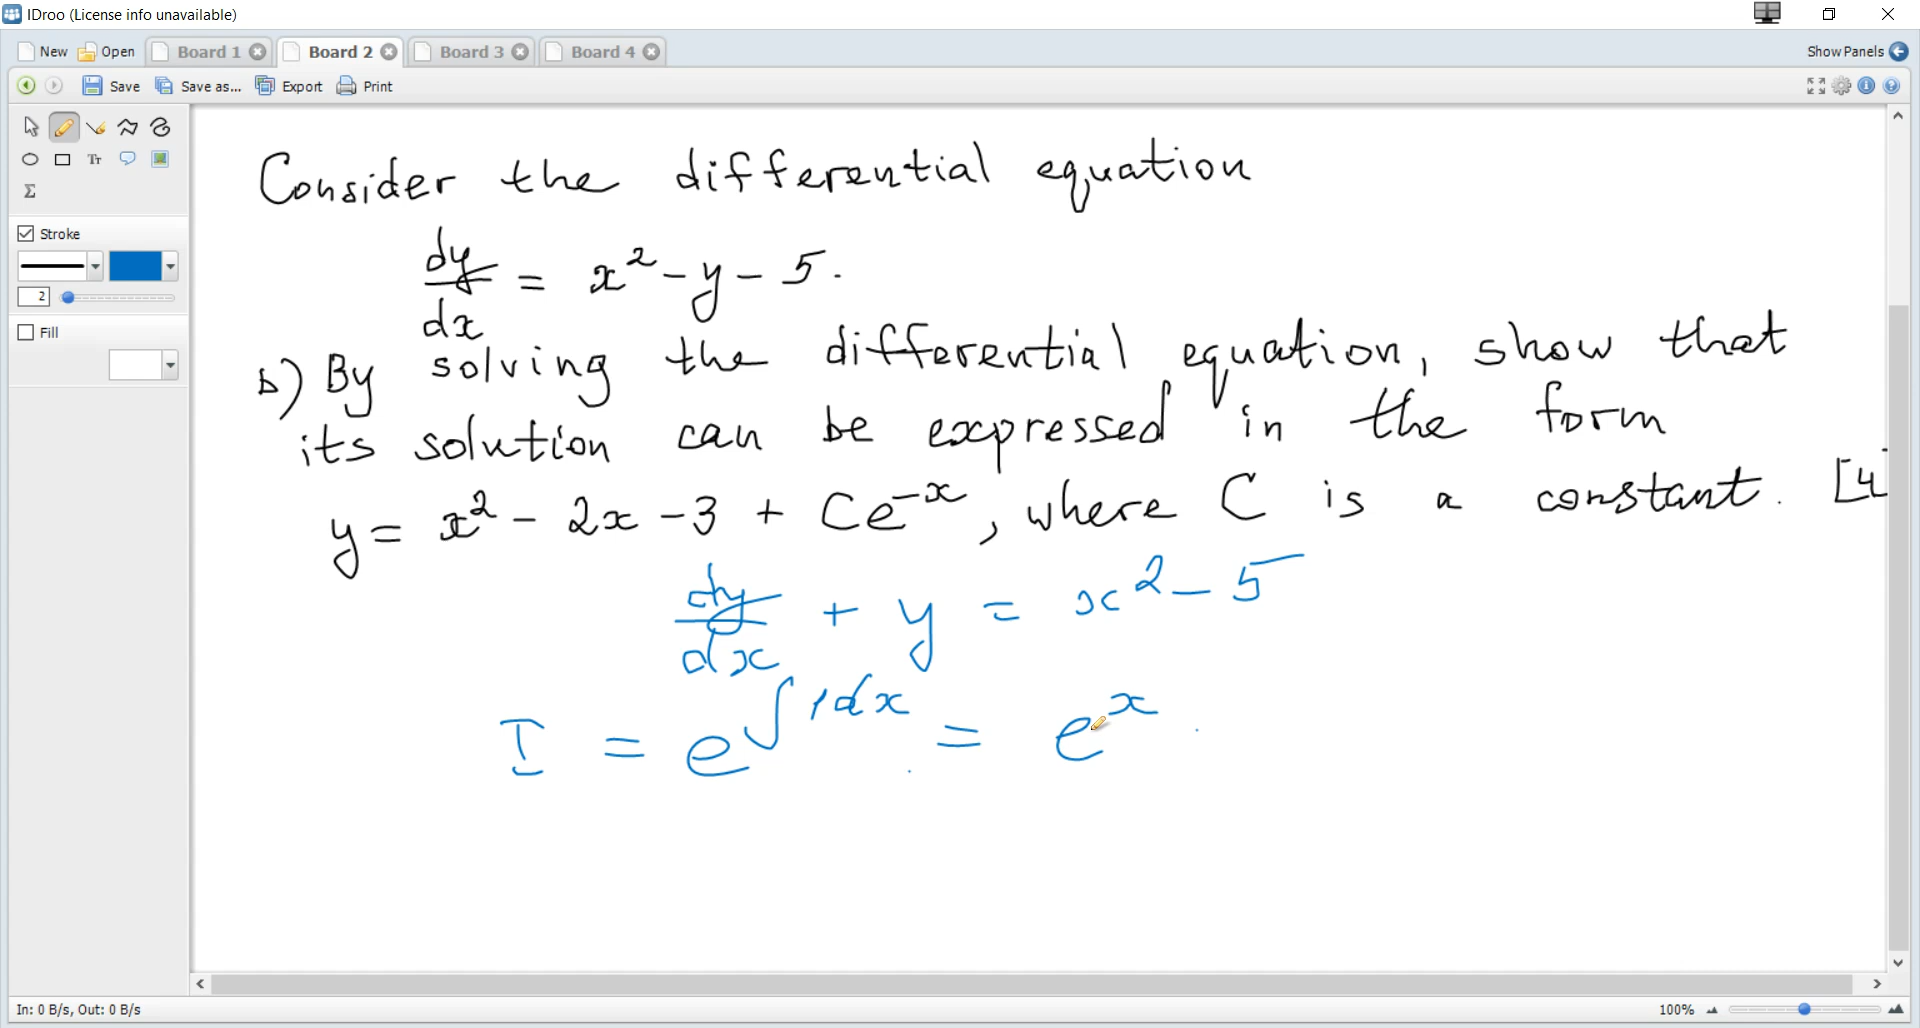 IDroo (License info unavailable)
New Open Board 1 Board 2 Board 3 Board 4 Show Panels
Save Save as... Export Print
Tт
Σ
Stroke
2
Fill
Consider the differential equation
dy/dx = x² - y - 5.
b) By solving the differential equation, show that
its solution can be expressed in the form
y = x² - 2x - 3 + Ce^-x, where C is a constant. [4]
dy/dx + y = x² - 5
I = e^∫1dx = e^x
In: 0 B/s, Out: 0 B/s 100%